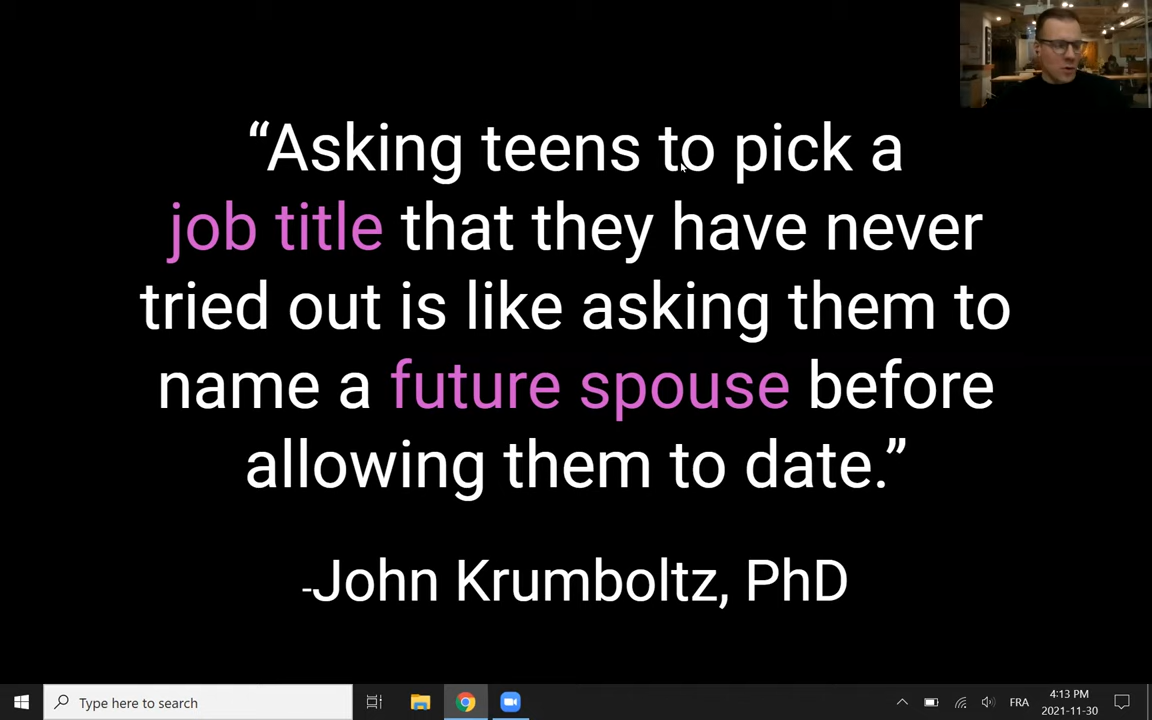 “Asking teens to pick a
job title that they have never
tried out is like asking them to
name a future spouse before
allowing them to date.”
-John Krumboltz, PhD
Type here to search
FRA
4:13 PM
2021-11-30